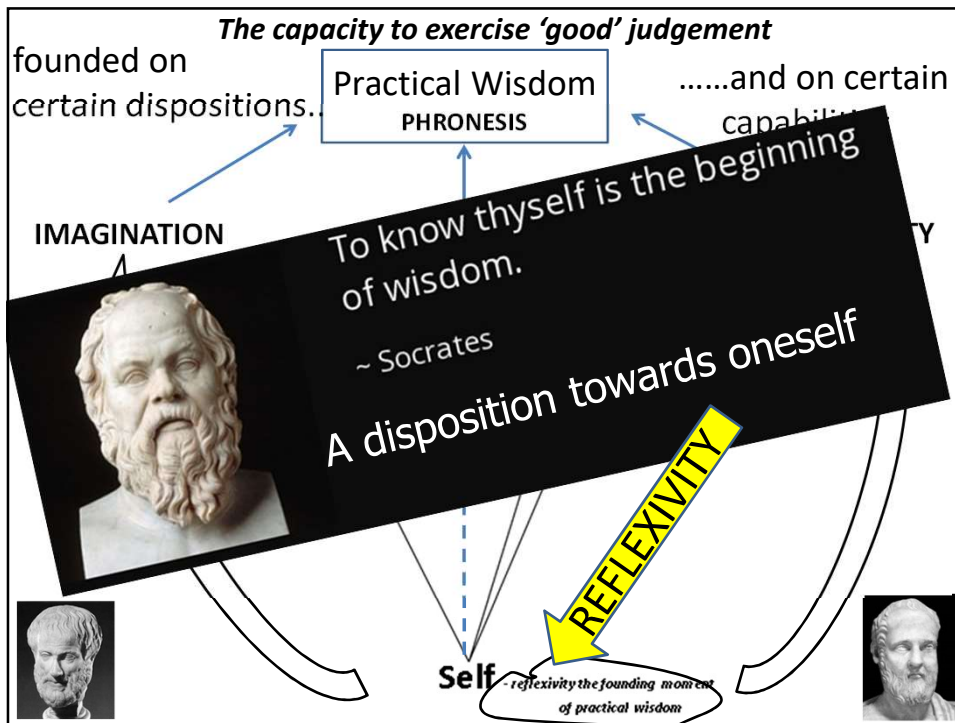 The capacity to exercise ‘good’ judgement
founded on
certain dispositions..
Practical Wisdom
PHRONESIS
……and on certain
IMAGINATION
To know thyself is the beginning
of wisdom.
~ Socrates
A disposition towards oneself
REFLEXIVITY
Self - reflexivity the founding moment
of practical wisdom